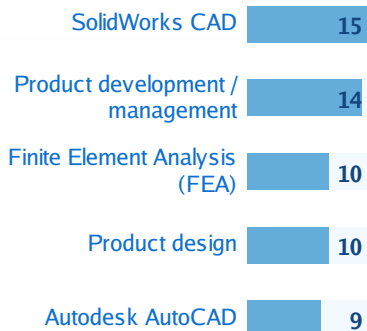 SolidWorks CAD 15
Product development /
management 14
Finite Element Analysis
(FEA) 10
Product design 10
Autodesk AutoCAD 9